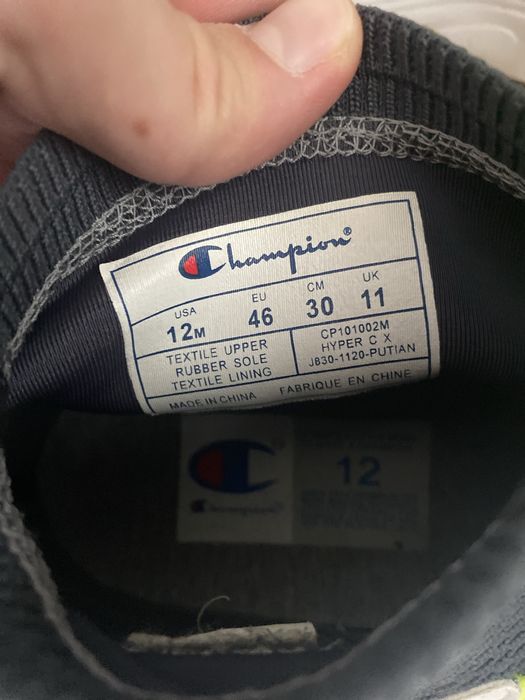 Champion®
USA EU CM UK
12M 46 30 11
TEXTILE UPPER
RUBBER SOLE
TEXTILE LINING
CP101002M
HYPER C X
J830-1120-PUTIAN
MADE IN CHINA FABRIQUE EN CHINE
Champion
12